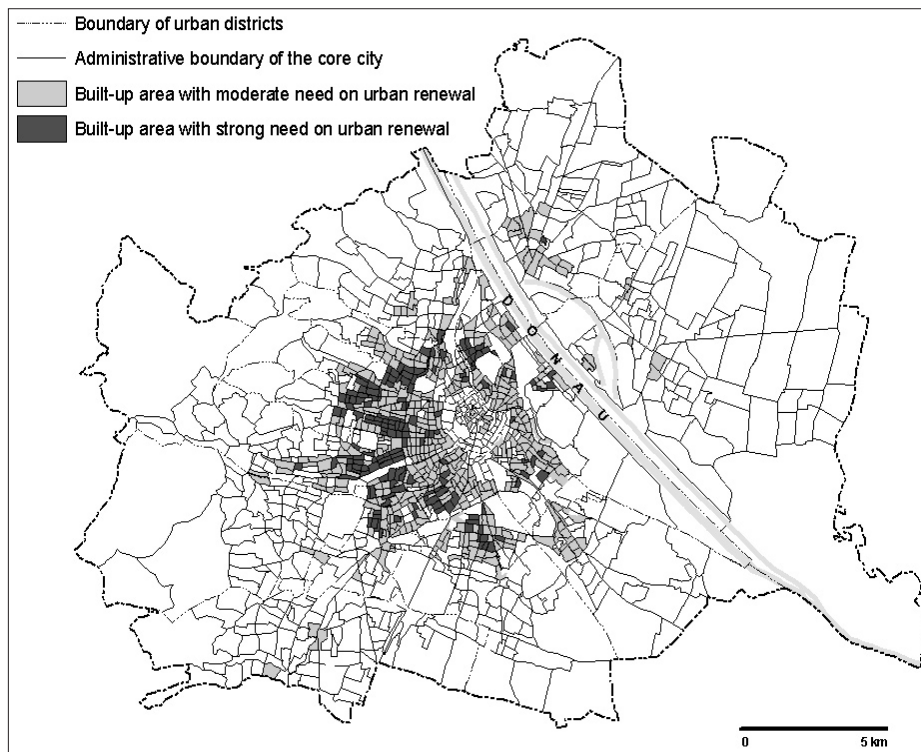 Boundary of urban districts
Administrative boundary of the core city
Built-up area with moderate need on urban renewal
Built-up area with strong need on urban renewal
DONAU
0 5 km